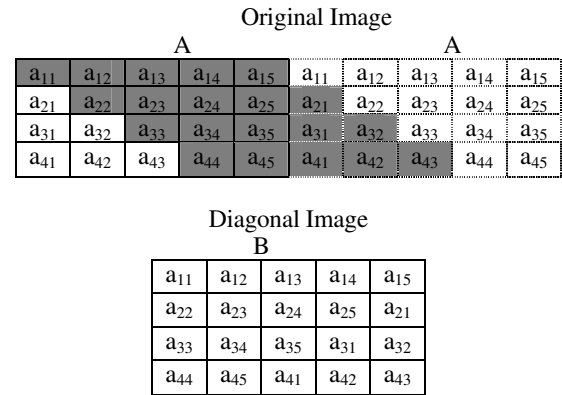 Original Image
A A
a₁₁ a₁₂ a₁₃ a₁₄ a₁₅ a₁₁ a₁₂ a₁₃ a₁₄ a₁₅
a₂₁ a₂₂ a₂₃ a₂₄ a₂₅ a₂₁ a₂₂ a₂₃ a₂₄ a₂₅
a₃₁ a₃₂ a₃₃ a₃₄ a₃₅ a₃₁ a₃₂ a₃₃ a₃₄ a₃₅
a₄₁ a₄₂ a₄₃ a₄₄ a₄₅ a₄₁ a₄₂ a₄₃ a₄₄ a₄₅
Diagonal Image
B
a₁₁ a₁₂ a₁₃ a₁₄ a₁₅
a₂₂ a₂₃ a₂₄ a₂₅ a₂₁
a₃₃ a₃₄ a₃₅ a₃₁ a₃₂
a₄₄ a₄₅ a₄₁ a₄₂ a₄₃